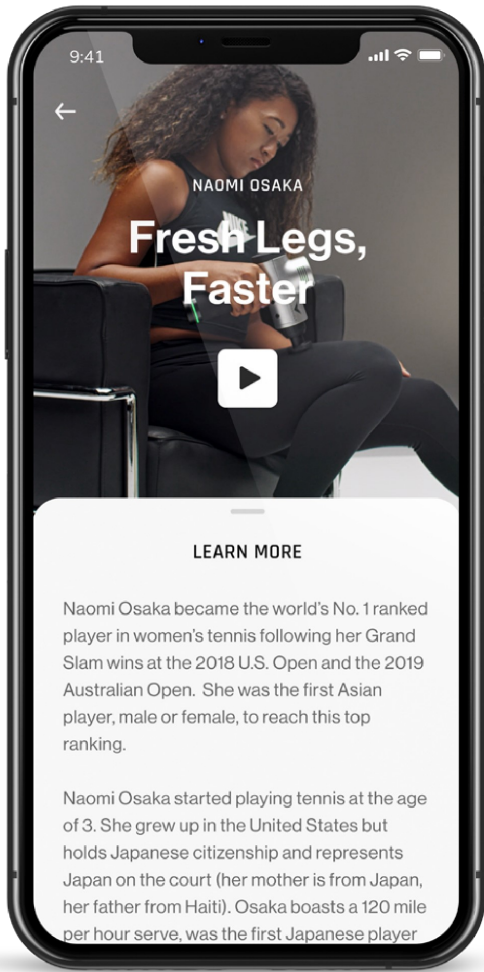 9:41
NAOMI OSAKA
Fresh Legs,
Faster
LEARN MORE
Naomi Osaka became the world's No. 1 ranked
player in women's tennis following her Grand
Slam wins at the 2018 U.S. Open and the 2019
Australian Open.  She was the first Asian
player, male or female, to reach this top
ranking.
Naomi Osaka started playing tennis at the age
of 3. She grew up in the United States but
holds Japanese citizenship and represents
Japan on the court (her mother is from Japan,
her father from Haiti). Osaka boasts a 120 mile
per hour serve, was the first Japanese player